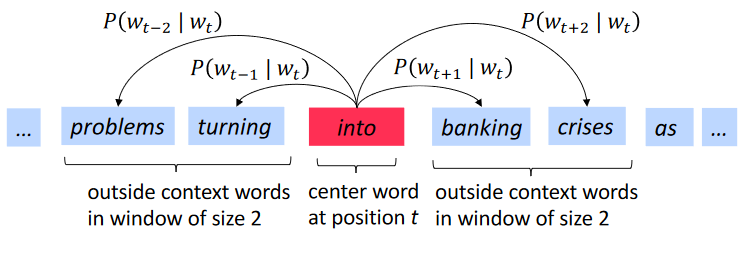 P(w_{t−2} | w_t) P(w_{t+2} | w_t)
P(w_{t−1} | w_t) P(w_{t+1} | w_t)
... problems turning into banking crises as ...
outside context words center word outside context words
in window of size 2 at position t in window of size 2